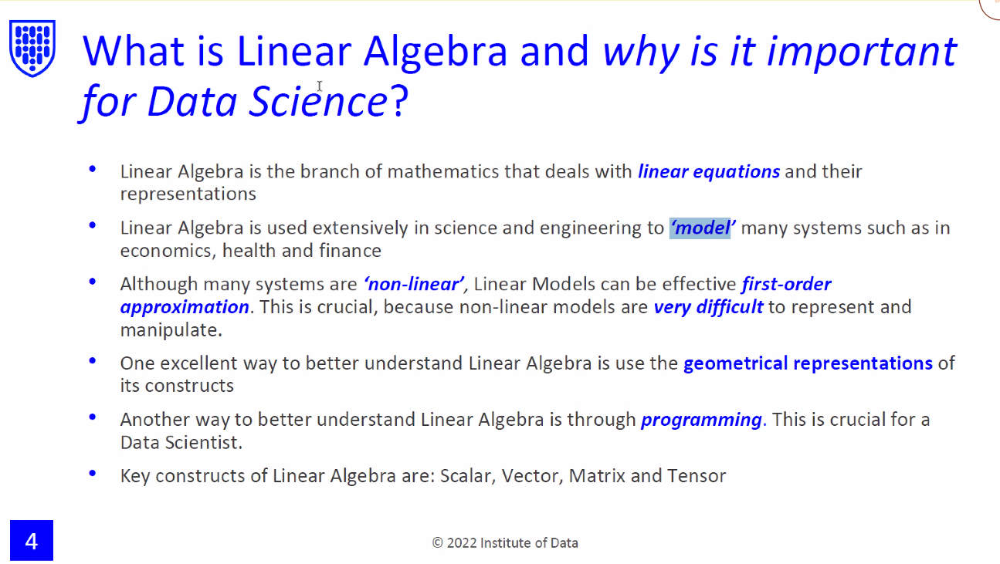 What is Linear Algebra and why is it important
for Data Science?
• Linear Algebra is the branch of mathematics that deals with linear equations and their
representations
• Linear Algebra is used extensively in science and engineering to ‘model’ many systems such as in
economics, health and finance
• Although many systems are ‘non-linear’, Linear Models can be effective first-order
approximation. This is crucial, because non-linear models are very difficult to represent and
manipulate.
• One excellent way to better understand Linear Algebra is use the geometrical representations of
its constructs
• Another way to better understand Linear Algebra is through programming. This is crucial for a
Data Scientist.
• Key constructs of Linear Algebra are: Scalar, Vector, Matrix and Tensor
4
© 2022 Institute of Data